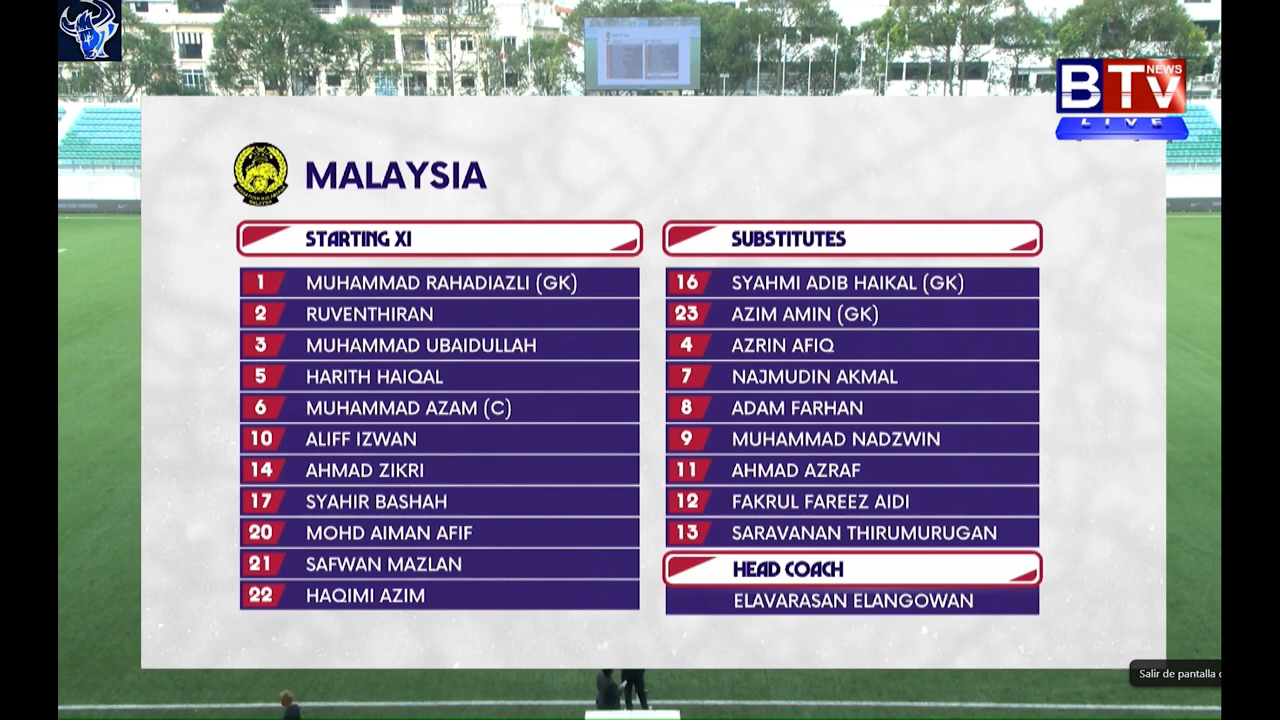 BTV
NEWS
LIVE
MALAYSIA
STARTING XI
1 MUHAMMAD RAHADIAZLI (GK)
2 RUVENTHIRAN
3 MUHAMMAD UBAIDULLAH
5 HARITH HAIQAL
6 MUHAMMAD AZAM (C)
10 ALIFF IZWAN
14 AHMAD ZIKRI
17 SYAHIR BASHAH
20 MOHD AIMAN AFIF
21 SAFWAN MAZLAN
22 HAQIMI AZIM
SUBSTITUTES
16 SYAHMI ADIB HAIKAL (GK)
23 AZIM AMIN (GK)
4 AZRIN AFIQ
7 NAJMUDIN AKMAL
8 ADAM FARHAN
9 MUHAMMAD NADZWIN
11 AHMAD AZRAF
12 FAKRUL FAREEZ AIDI
13 SARAVANAN THIRUMURUGAN
HEAD COACH
ELAVARASAN ELANGOWAN
Salir de pantalla